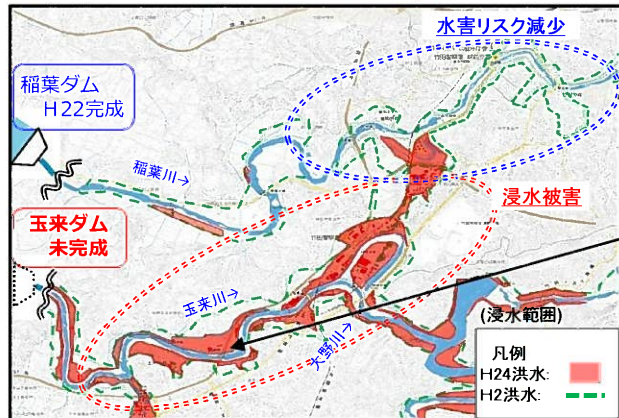 水害リスク減少
稲葉ダム
H22完成
稲葉川→
浸水被害
玉来ダム
未完成
玉来川→
大野川→
(浸水範囲)
凡例
H24洪水:
H2洪水: